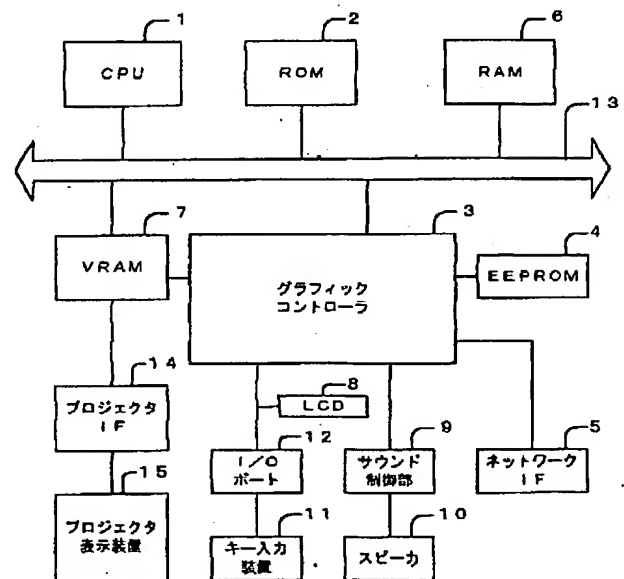 1
2
6
CPU
ROM
RAM
13
7
3
4
VRAM
グラフィック
コントローラ
EEPROM
14
8
LCD
プロジェクタ
IF
12
9
5
I/O
ポート
サウンド
制御部
ネットワーク
IF
15
11
10
プロジェクタ
表示装置
キー入力
装置
スピーカ